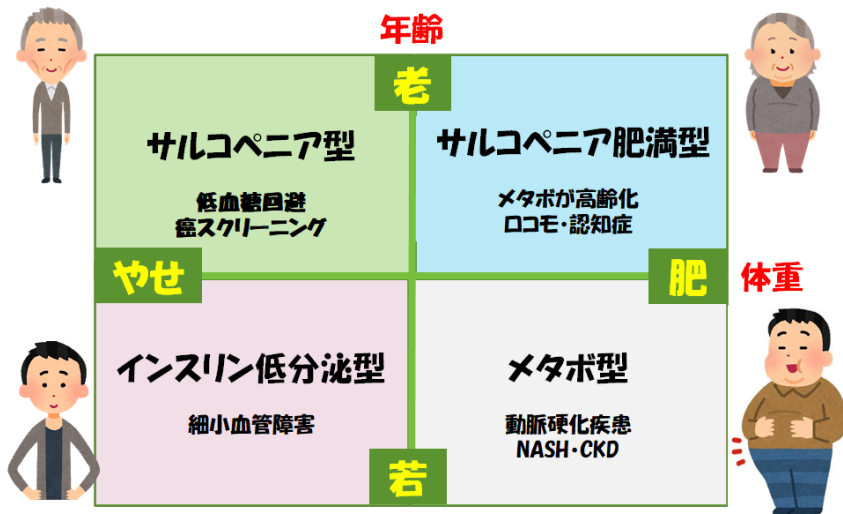 年齢
老
サルコペニア型
低血糖回避
癌スクリーニング
サルコペニア肥満型
メタボが高齢化
ロコモ・認知症
やせ
肥
体重
インスリン低分泌型
細小血管障害
メタボ型
動脈硬化疾患
NASH・CKD
若